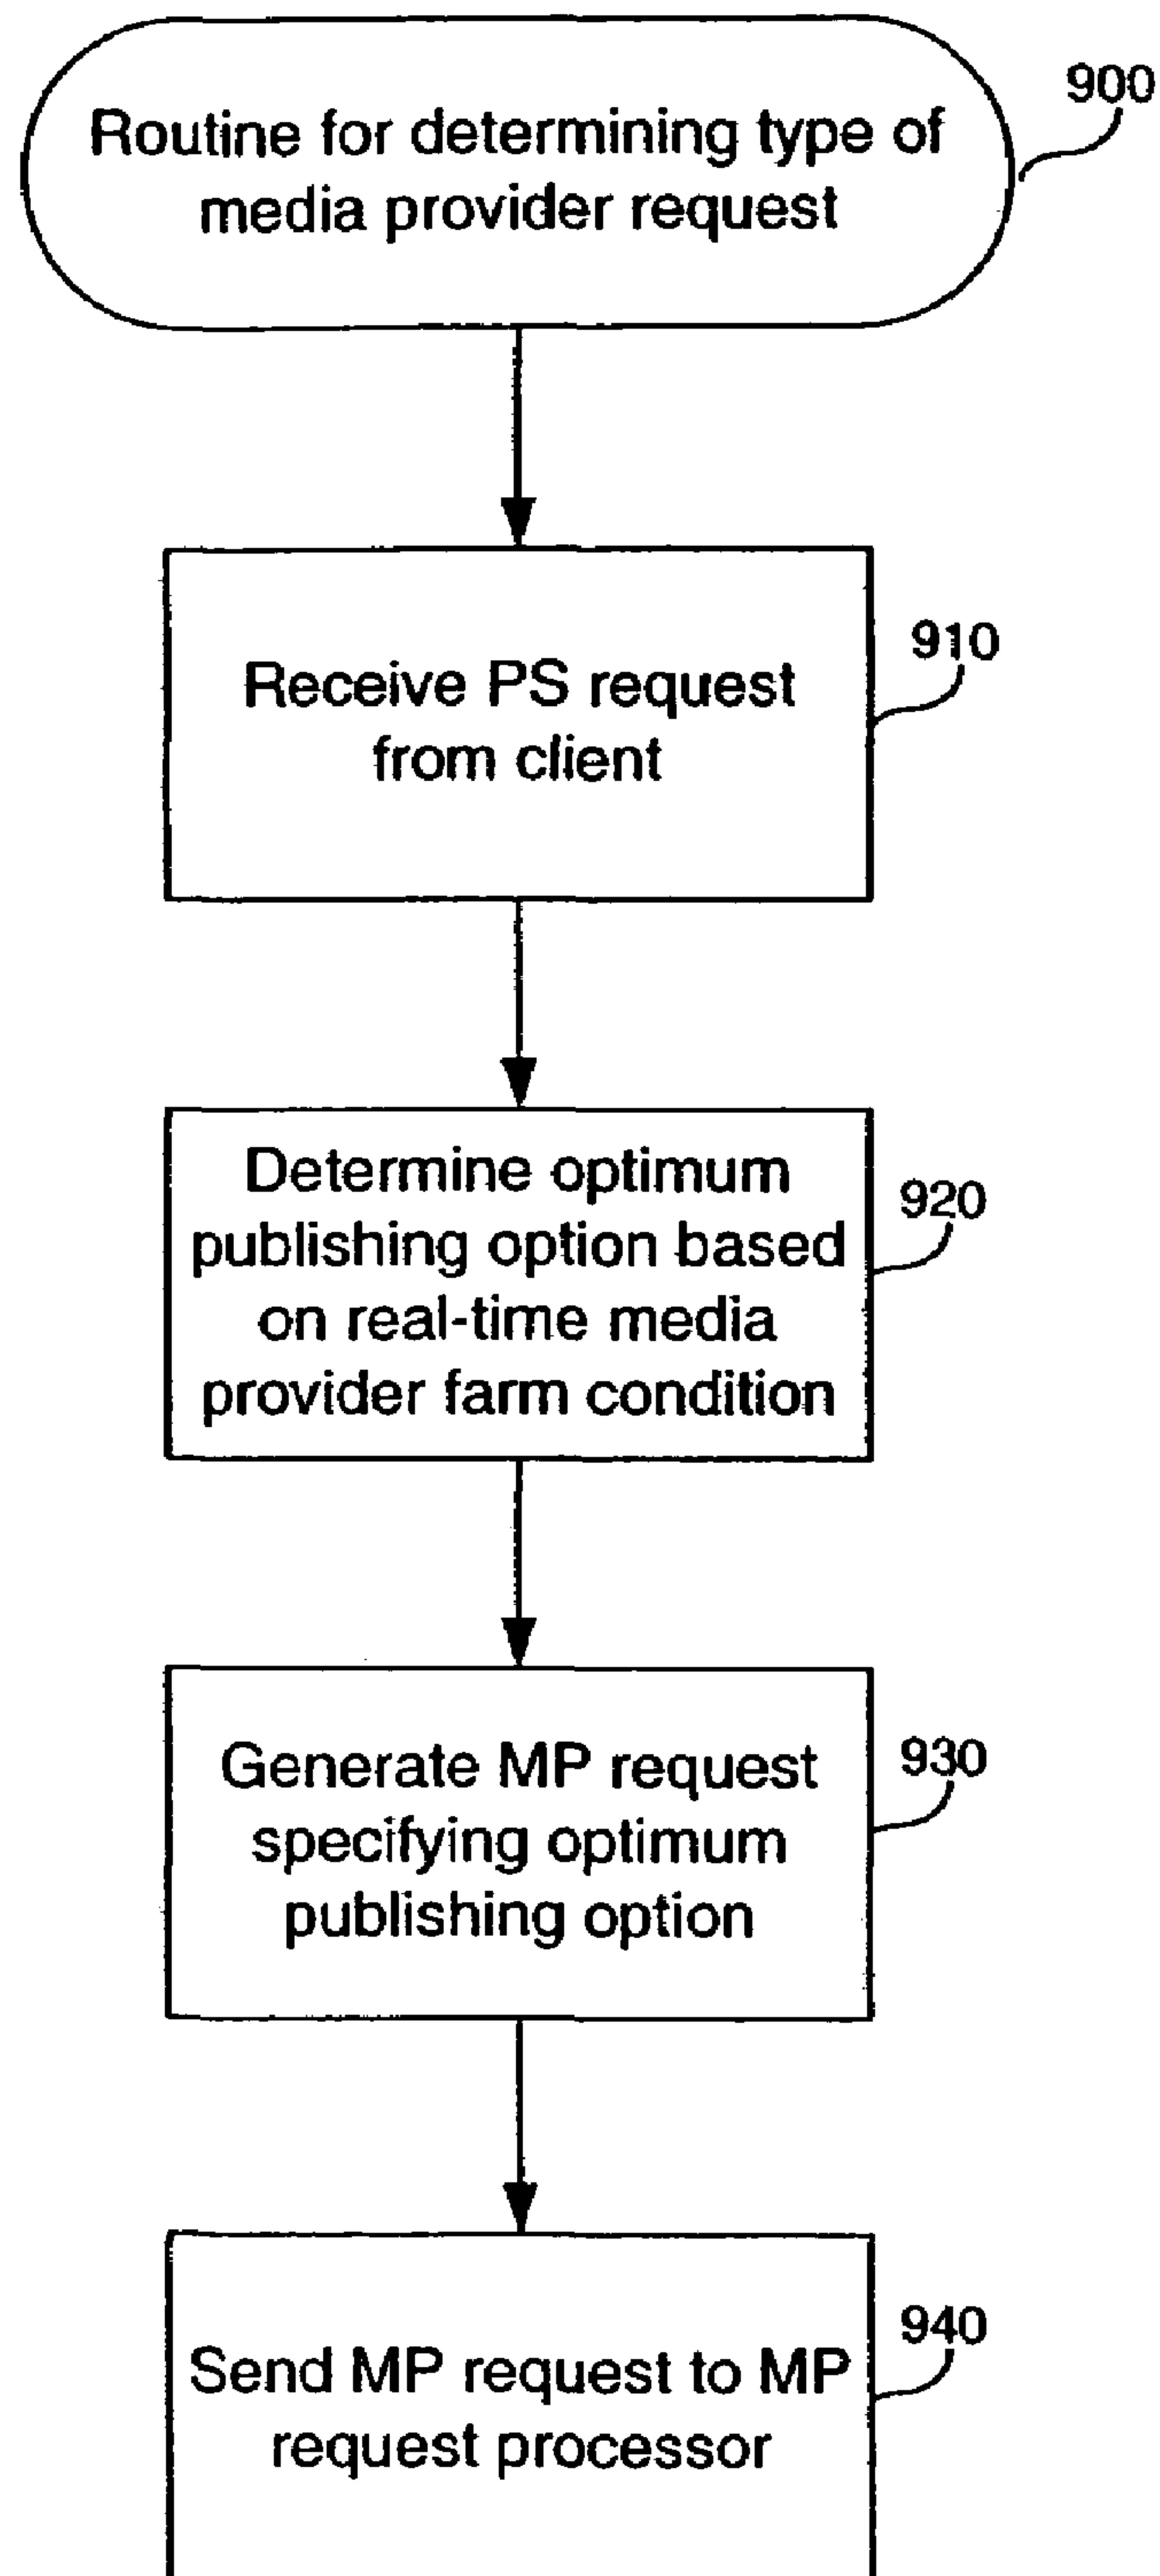 Routine for determining type of
media provider request
900
Receive PS request
from client
910
Determine optimum
publishing option based
on real-time media
provider farm condition
920
Generate MP request
specifying optimum
publishing option
930
Send MP request to MP
request processor
940